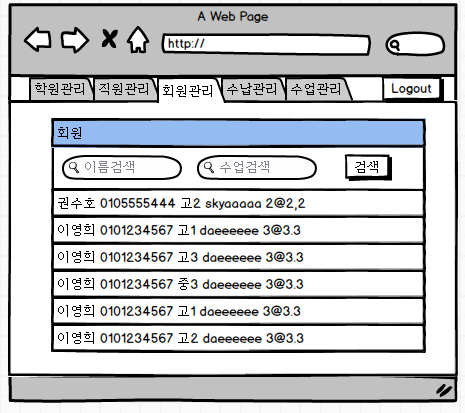 A Web Page
http://
학원관리 직원관리 회원관리 수납관리 수업관리 Logout
회원
이름검색 수업검색 검색
권수호 0105555444 고2 skyaaaaa 2@2,2
이영희 0101234567 고1 daeeeeee 3@3.3
이영희 0101234567 고3 daeeeeee 3@3.3
이영희 0101234567 중3 daeeeeee 3@3.3
이영희 0101234567 고1 daeeeeee 3@3.3
이영희 0101234567 고2 daeeeeee 3@3.3